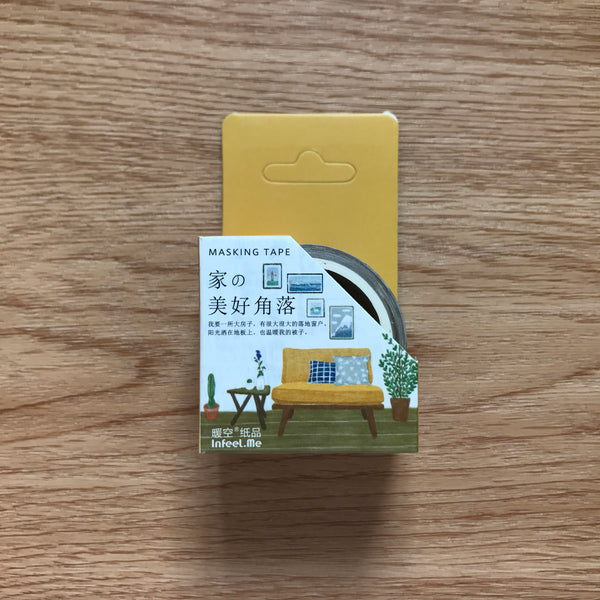 MASKING TAPE
家の
美好角落
我要一所大房子，有很大很大的落地窗户，
阳光洒在地板上，也温暖我的被子。
暖空®纸品
Infeel.Me